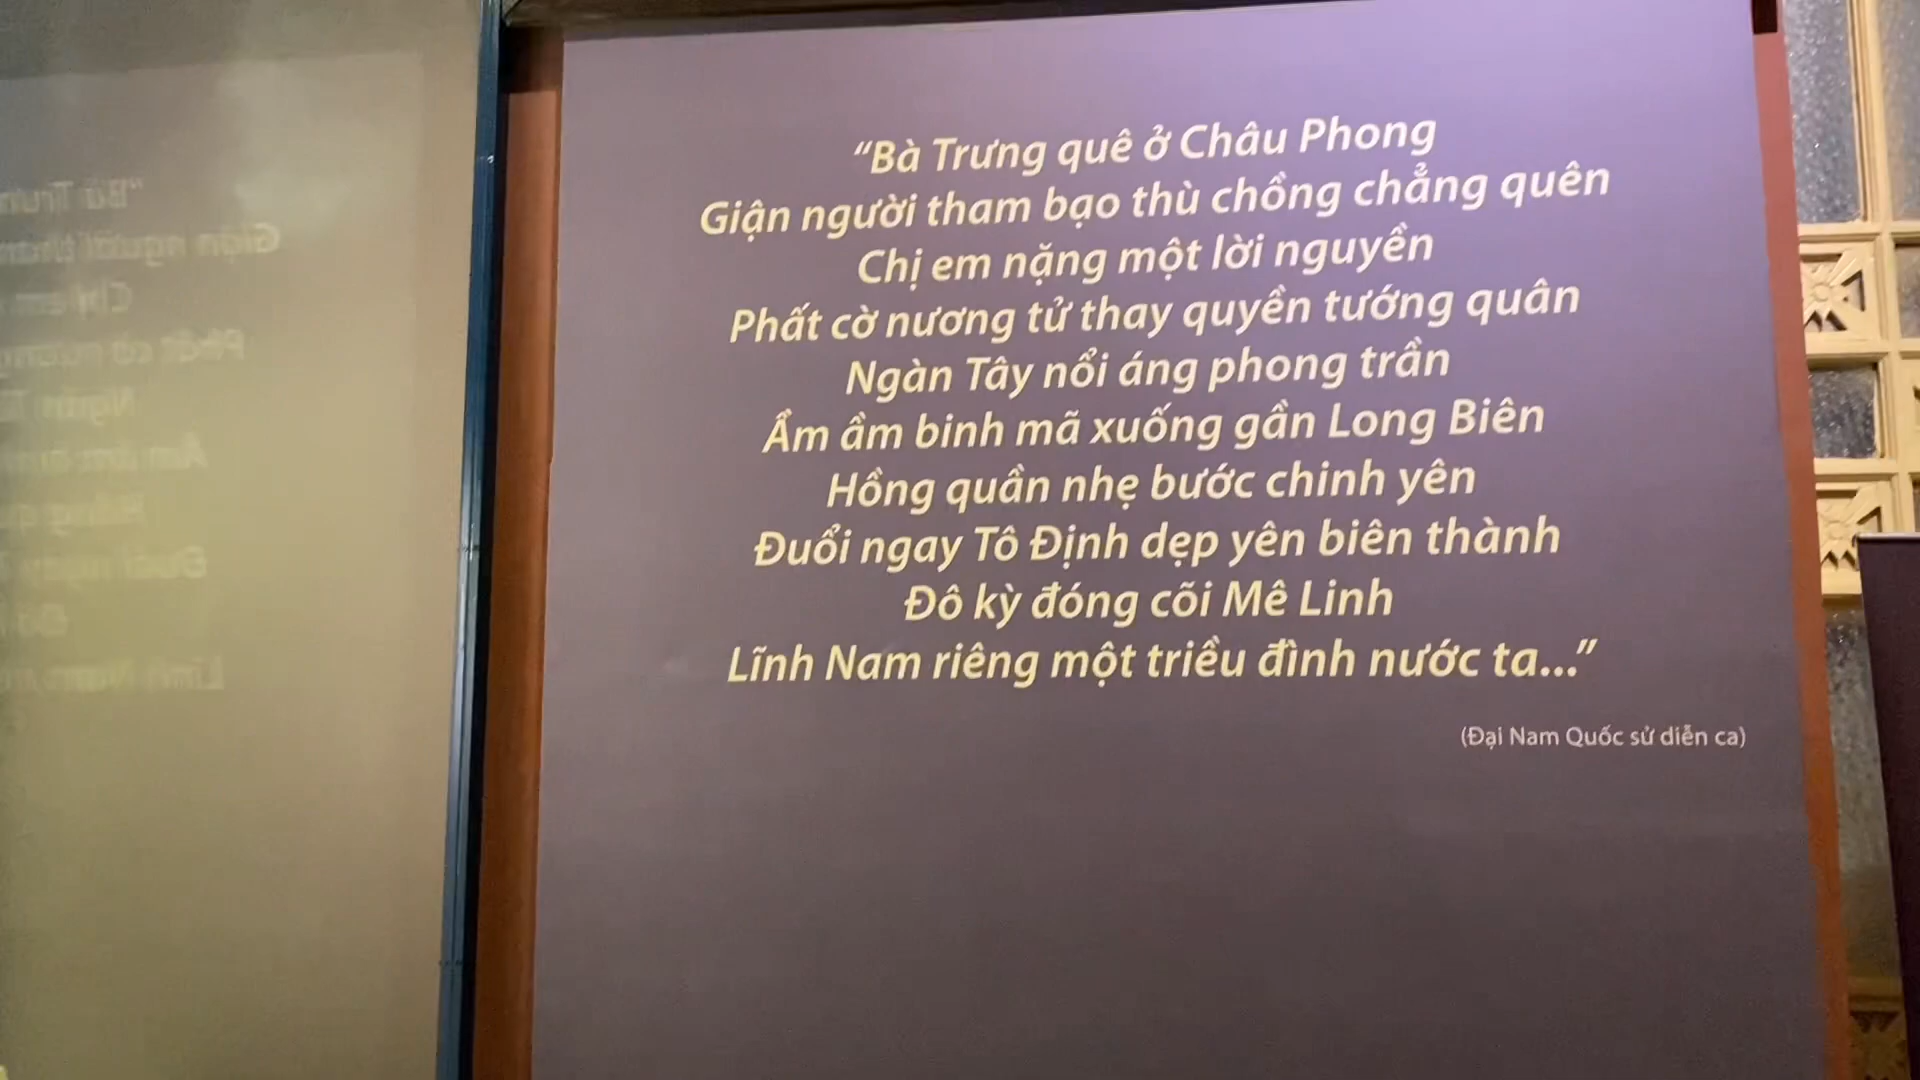 “Bà Trưng quê ở Châu Phong
Giận người tham bạo thù chồng chẳng quên
Chị em nặng một lời nguyền
Phất cờ nương tử thay quyền tướng quân
Ngàn Tây nổi áng phong trần
Ầm ầm binh mã xuống gần Long Biên
Hồng quần nhẹ bước chinh yên
Đuổi ngay Tô Định dẹp yên biên thành
Đô kỳ đóng cõi Mê Linh
Lĩnh Nam riêng một triều đình nước ta...”
(Đại Nam Quốc sử diễn ca)